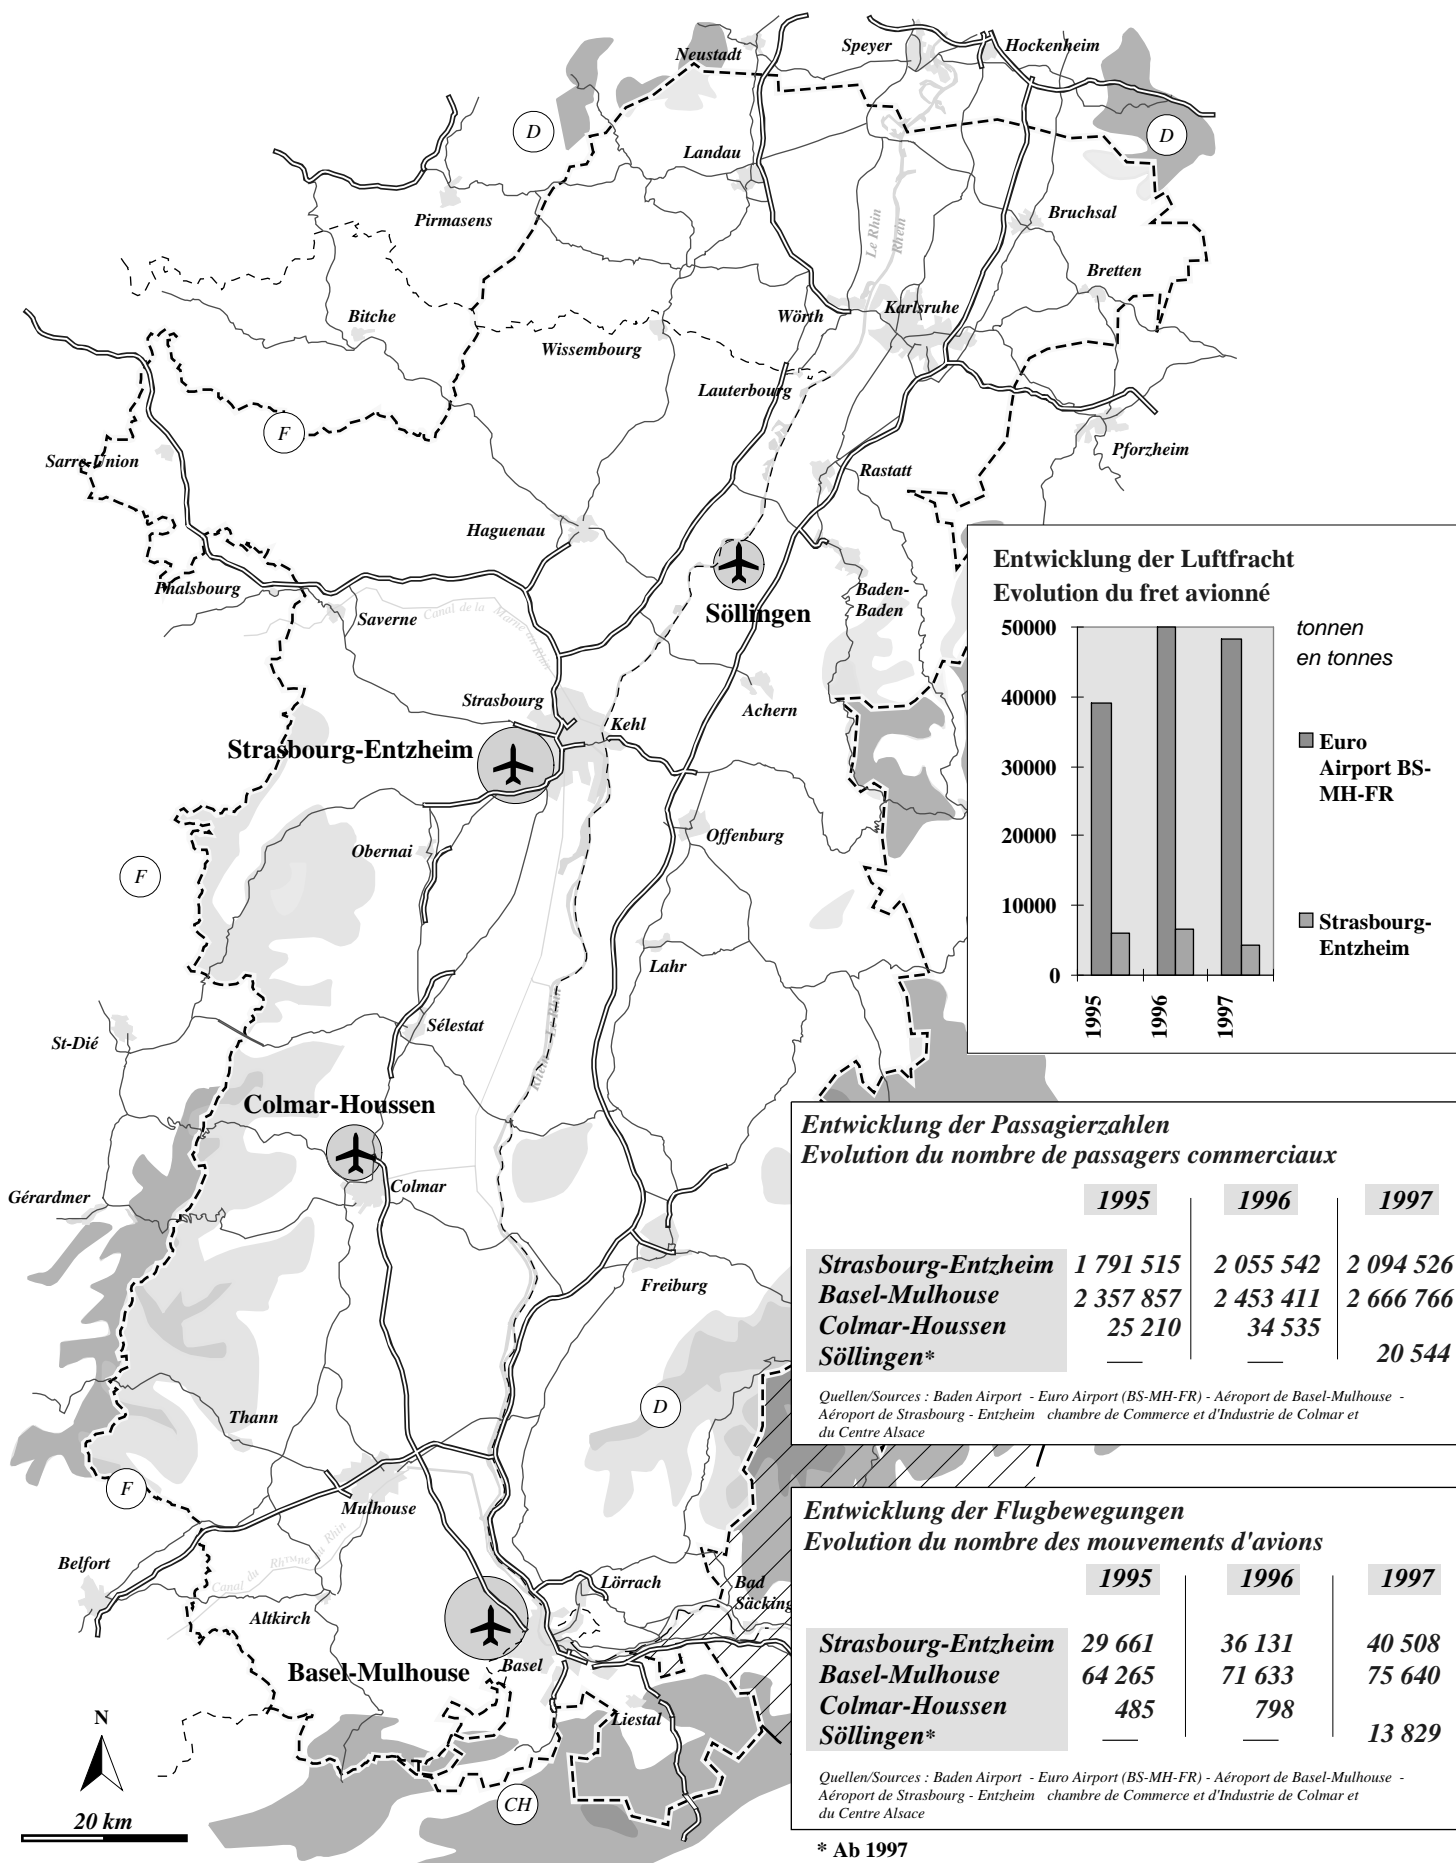 Neustadt
Speyer
Hockenheim
D
D
Landau
Pirmasens
Le Rhin
Rhein
Bruchsal
Bretten
Bitche
Wörth
Karlsruhe
Wissembourg
Lauterbourg
F
Sarre-Union
Pforzheim
Rastatt
Haguenau
Phalsbourg
Söllingen
Baden-
Baden
Saverne
Canal de la Marne au Rhin
Strasbourg
Kehl
Achern
Strasbourg-Entzheim
Obernai
Offenburg
F
Lahr
Rhein Le Rhin
Sélestat
St-Dié
Colmar-Houssen
Gérardmer
Colmar
Freiburg
D
Thann
F
Mulhouse
Belfort
Canal du Rh™ne au Rhin
Altkirch
Lörrach
Bad
Säcking
Basel
Basel-Mulhouse
Liestal
CH
N
20 km
Entwicklung der Luftfracht
Evolution du fret avionné
50000
40000
30000
20000
10000
0
1995
1996
1997
tonnen
en tonnes
Euro
Airport BS-
MH-FR
Strasbourg-
Entzheim
Entwicklung der Passagierzahlen
Evolution du nombre de passagers commerciaux
1995 1996 1997
Strasbourg-Entzheim 1 791 515 2 055 542 2 094 526
Basel-Mulhouse 2 357 857 2 453 411 2 666 766
Colmar-Houssen 25 210 34 535
Söllingen* — — 20 544
Quellen/Sources : Baden Airport - Euro Airport (BS-MH-FR) - Aéroport de Basel-Mulhouse -
Aéroport de Strasbourg - Entzheim chambre de Commerce et d'Industrie de Colmar et
du Centre Alsace
Entwicklung der Flugbewegungen
Evolution du nombre des mouvements d'avions
1995 1996 1997
Strasbourg-Entzheim 29 661 36 131 40 508
Basel-Mulhouse 64 265 71 633 75 640
Colmar-Houssen 485 798
Söllingen* — — 13 829
Quellen/Sources : Baden Airport - Euro Airport (BS-MH-FR) - Aéroport de Basel-Mulhouse -
Aéroport de Strasbourg - Entzheim chambre de Commerce et d'Industrie de Colmar et
du Centre Alsace
* Ab 1997